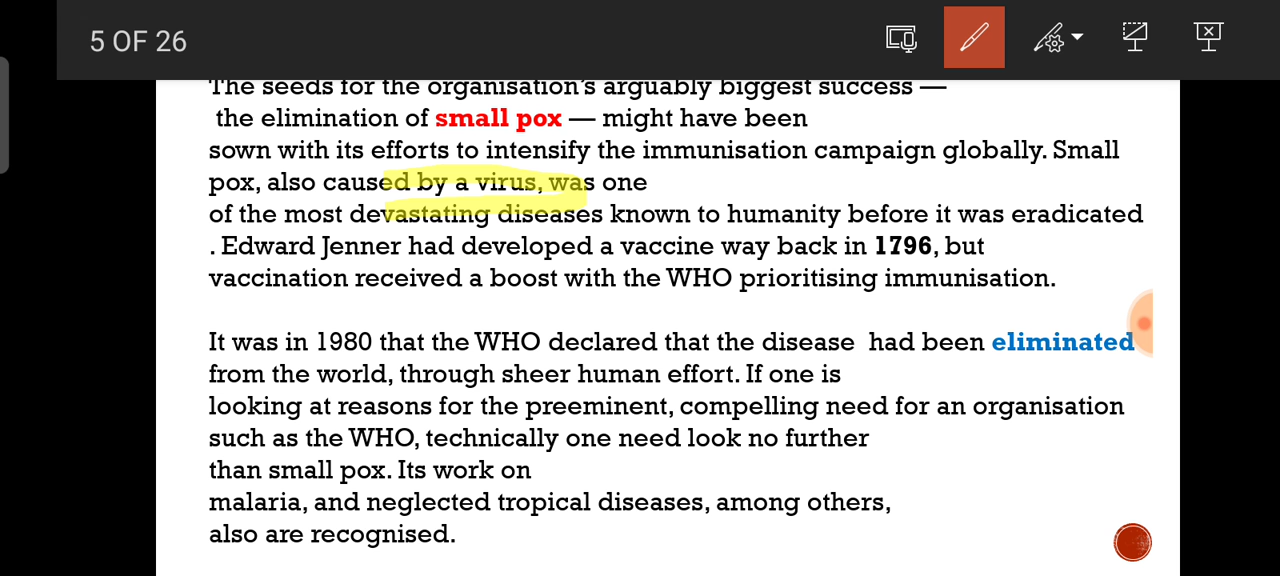 5 OF 26
The seeds for the organisation's arguably biggest success —
the elimination of small pox — might have been
sown with its efforts to intensify the immunisation campaign globally. Small
pox, also caused by a virus, was one
of the most devastating diseases known to humanity before it was eradicated
. Edward Jenner had developed a vaccine way back in 1796, but
vaccination received a boost with the WHO prioritising immunisation.
It was in 1980 that the WHO declared that the disease had been eliminated
from the world, through sheer human effort. If one is
looking at reasons for the preeminent, compelling need for an organisation
such as the WHO, technically one need look no further
than small pox. Its work on
malaria, and neglected tropical diseases, among others,
also are recognised.